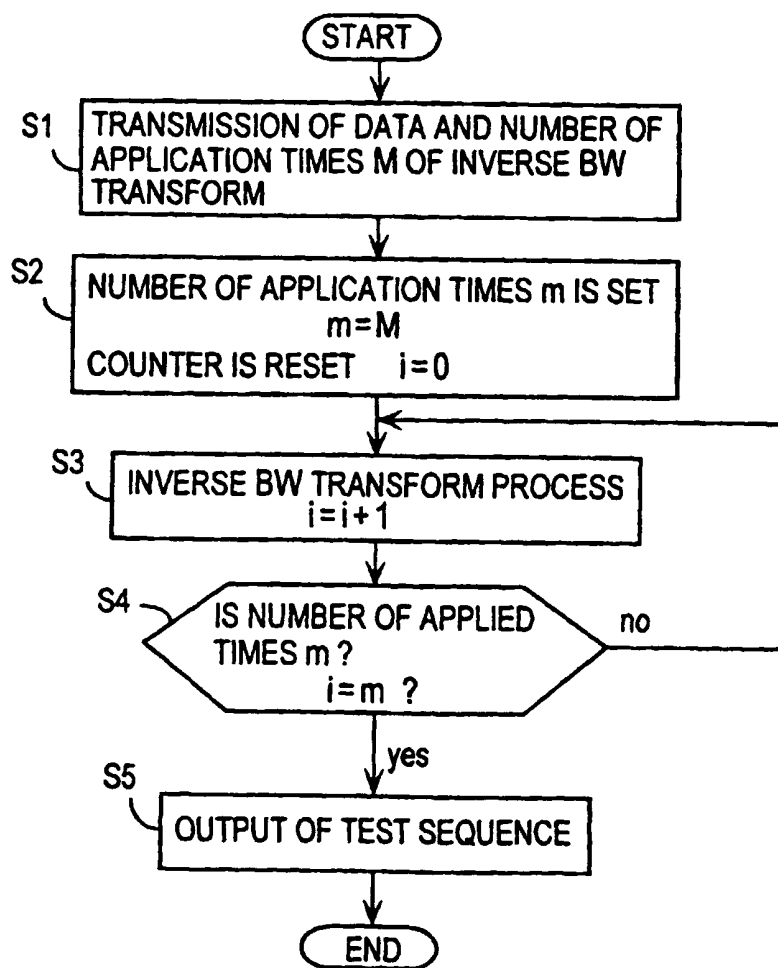 START
S1
TRANSMISSION OF DATA AND NUMBER OF
APPLICATION TIMES M OF INVERSE BW
TRANSFORM
S2
NUMBER OF APPLICATION TIMES m IS SET
m=M
COUNTER IS RESET i=0
S3
INVERSE BW TRANSFORM PROCESS
i=i+1
S4
IS NUMBER OF APPLIED
TIMES m ?
i=m ?
no
yes
S5
OUTPUT OF TEST SEQUENCE
END